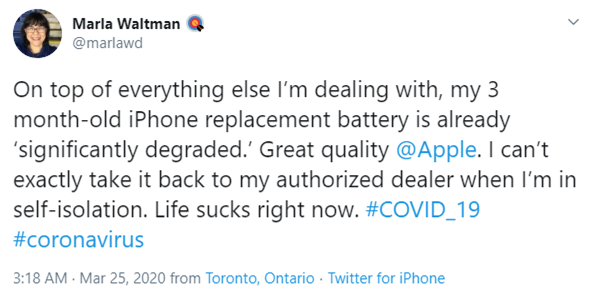 Marla Waltman
@marlawd
On top of everything else I’m dealing with, my 3
month-old iPhone replacement battery is already
‘significantly degraded.’ Great quality @Apple. I can’t
exactly take it back to my authorized dealer when I’m in
self-isolation. Life sucks right now. #COVID_19
#coronavirus
3:18 AM · Mar 25, 2020 from Toronto, Ontario · Twitter for iPhone